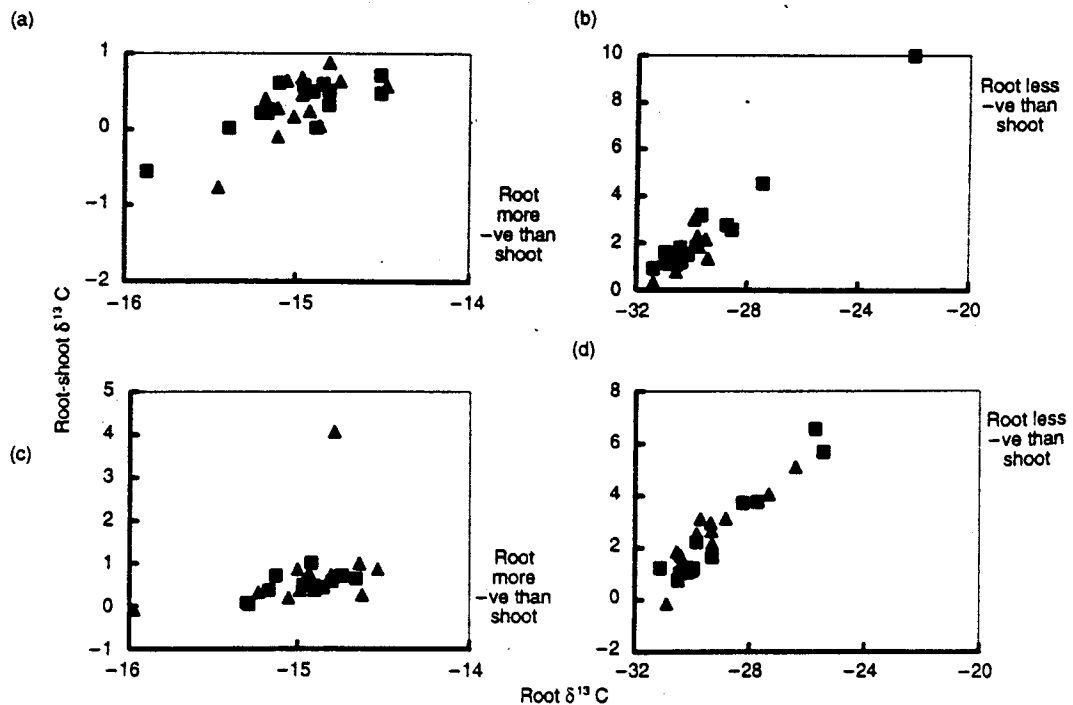 (a)
1
0
−1
−2
−16
−15
−14
Root
more
−ve than
shoot
(b)
10
8
6
4
2
0
−32
−28
−24
−20
Root less
−ve than
shoot
Root-shoot δ¹³ C
(c)
5
4
3
2
1
0
−1
−16
−15
−14
Root
more
−ve than
shoot
(d)
8
6
4
2
0
−2
−32
−28
−24
−20
Root less
−ve than
shoot
Root δ¹³ C